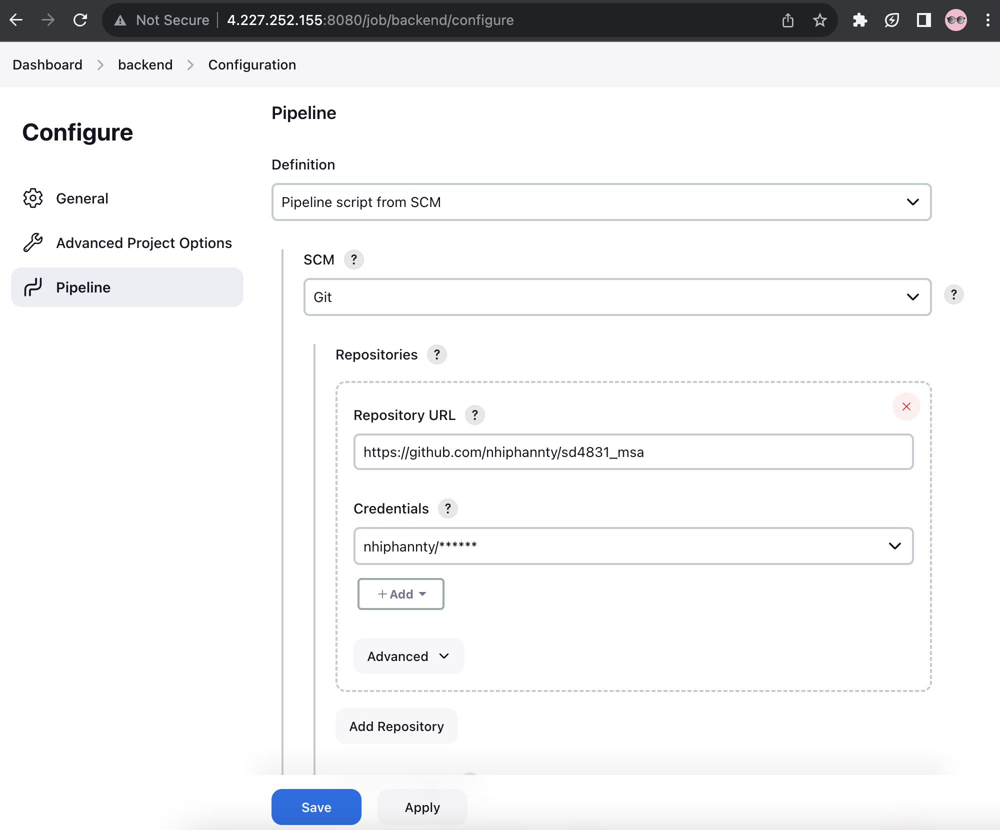 Not Secure 4.227.252.155:8080/job/backend/configure
Dashboard > backend > Configuration
Configure
General
Advanced Project Options
Pipeline
Pipeline
Definition
Pipeline script from SCM
SCM ?
Git
?
Repositories ?
Repository URL ?
https://github.com/nhiphannty/sd4831_msa
Credentials ?
nhiphannty/******
+ Add
Advanced
Add Repository
Save Apply